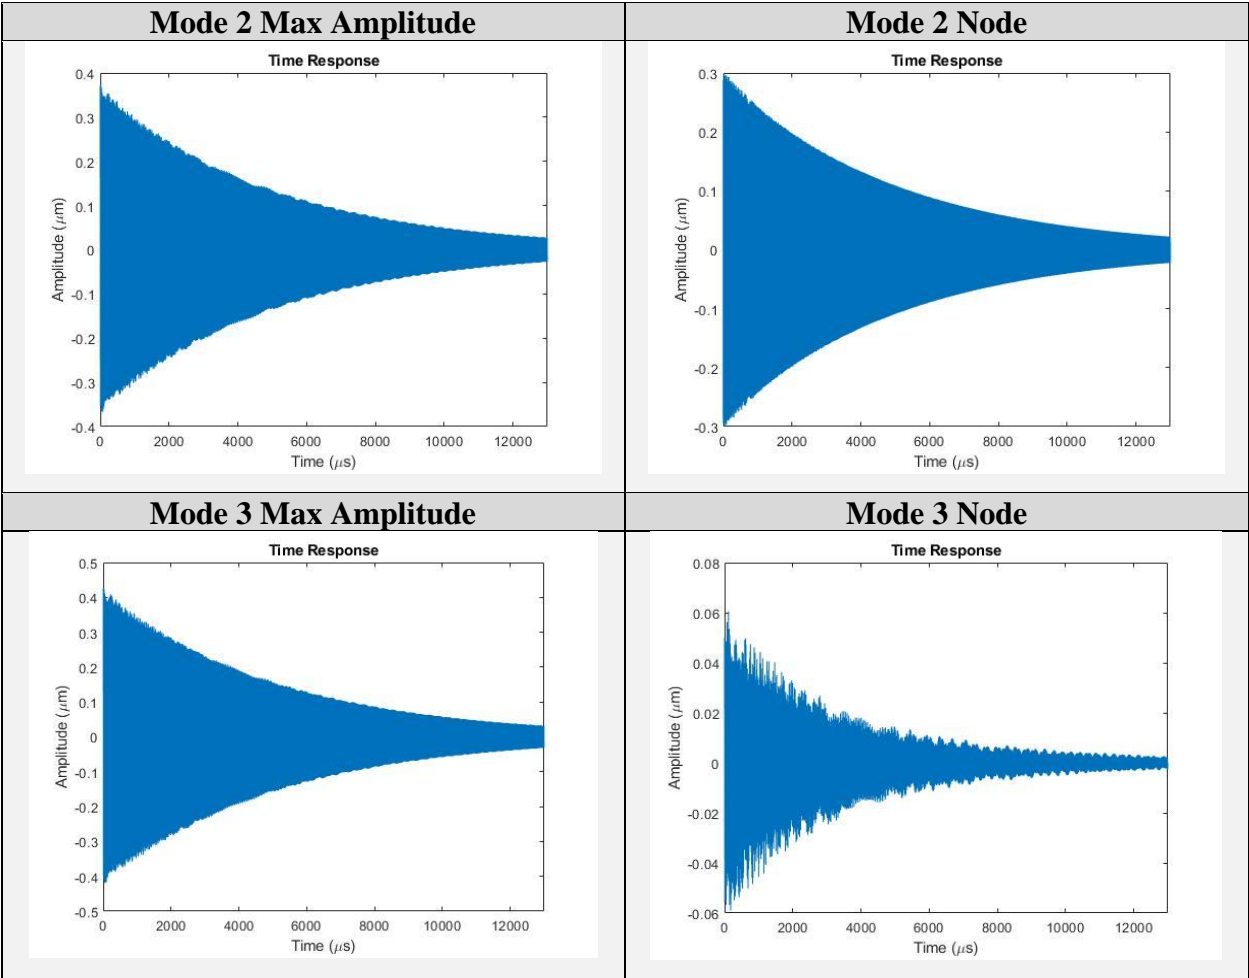 Mode 2 Max Amplitude
Mode 2 Node
Time Response
0.4
0.3
0.2
0.1
0
-0.1
-0.2
-0.3
-0.4
Amplitude (μm)
0 2000 4000 6000 8000 10000 12000
Time (μs)
Time Response
0.3
0.2
0.1
0
-0.1
-0.2
-0.3
Amplitude (μm)
0 2000 4000 6000 8000 10000 12000
Time (μs)
Mode 3 Max Amplitude
Mode 3 Node
Time Response
0.5
0.4
0.3
0.2
0.1
0
-0.1
-0.2
-0.3
-0.4
-0.5
Amplitude (μm)
0 2000 4000 6000 8000 10000 12000
Time (μs)
Time Response
0.08
0.06
0.04
0.02
0
-0.02
-0.04
-0.06
Amplitude (μm)
0 2000 4000 6000 8000 10000 12000
Time (μs)